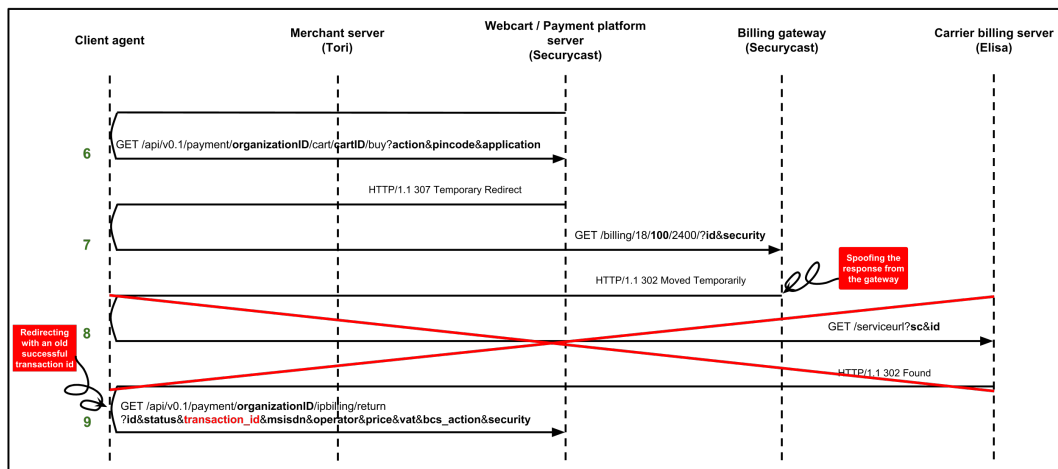 Client agent
Merchant server
(Tori)
Webcart / Payment platform
server
(Securycast)
Billing gateway
(Securycast)
Carrier billing server
(Elisa)
GET /api/v0.1/payment/organizationID/cart/cartID/buy?action&pincode&application
6
HTTP/1.1 307 Temporary Redirect
GET /billing/18/100/2400/?id&security
7
Spoofing the
response from
the gateway
HTTP/1.1 302 Moved Temporarily
GET /serviceurl?sc&id
8
Redirecting
with an old
successful
transaction id
HTTP/1.1 302 Found
GET /api/v0.1/payment/organizationID/ipbilling/return
?id&status&transaction_id&msisdn&operator&price&vat&bcs_action&security
9